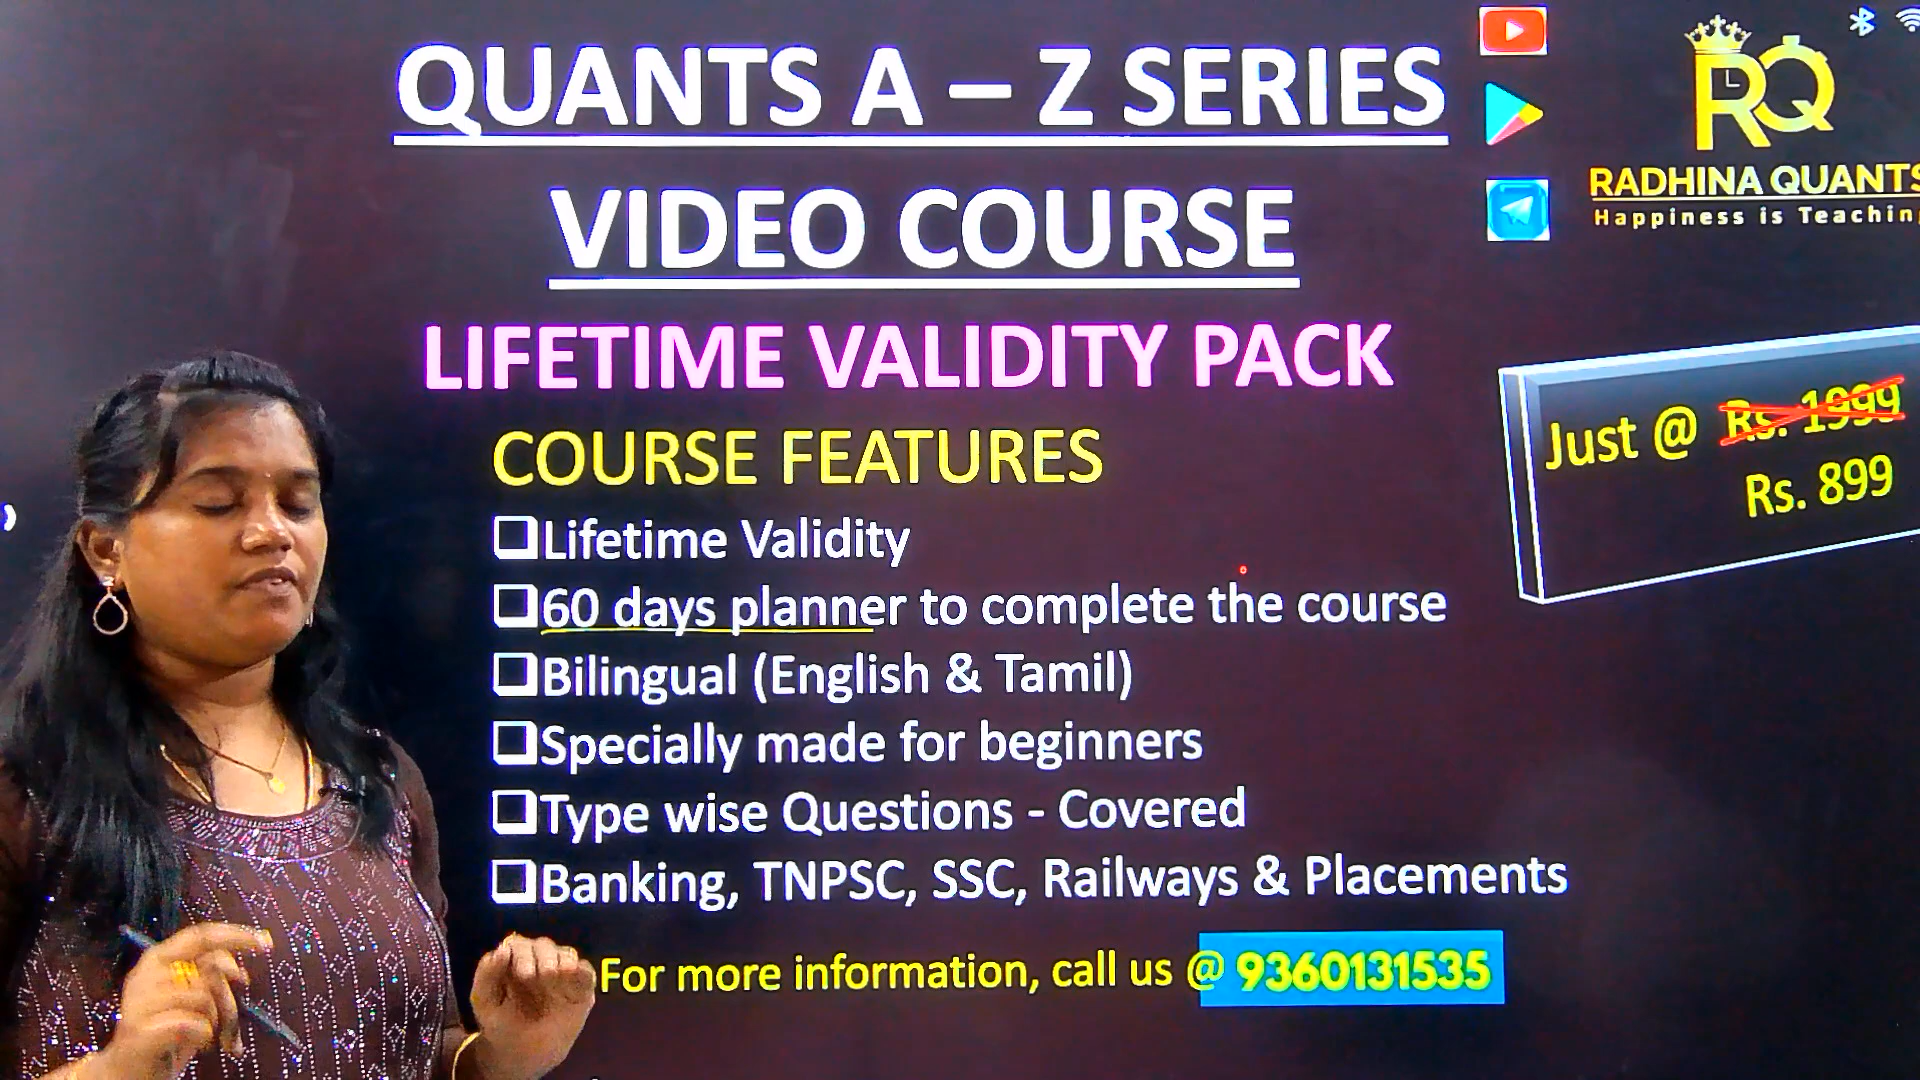 QUANTS A – Z SERIES
VIDEO COURSE
LIFETIME VALIDITY PACK
COURSE FEATURES
❑Lifetime Validity
❑60 days planner to complete the course
❑Bilingual (English & Tamil)
❑Specially made for beginners
❑Type wise Questions - Covered
❑Banking, TNPSC, SSC, Railways & Placements
For more information, call us @ 9360131535
RQ
RADHINA QUANTS
Happiness is Teachin
Just @ Rs. 1999
Rs. 899